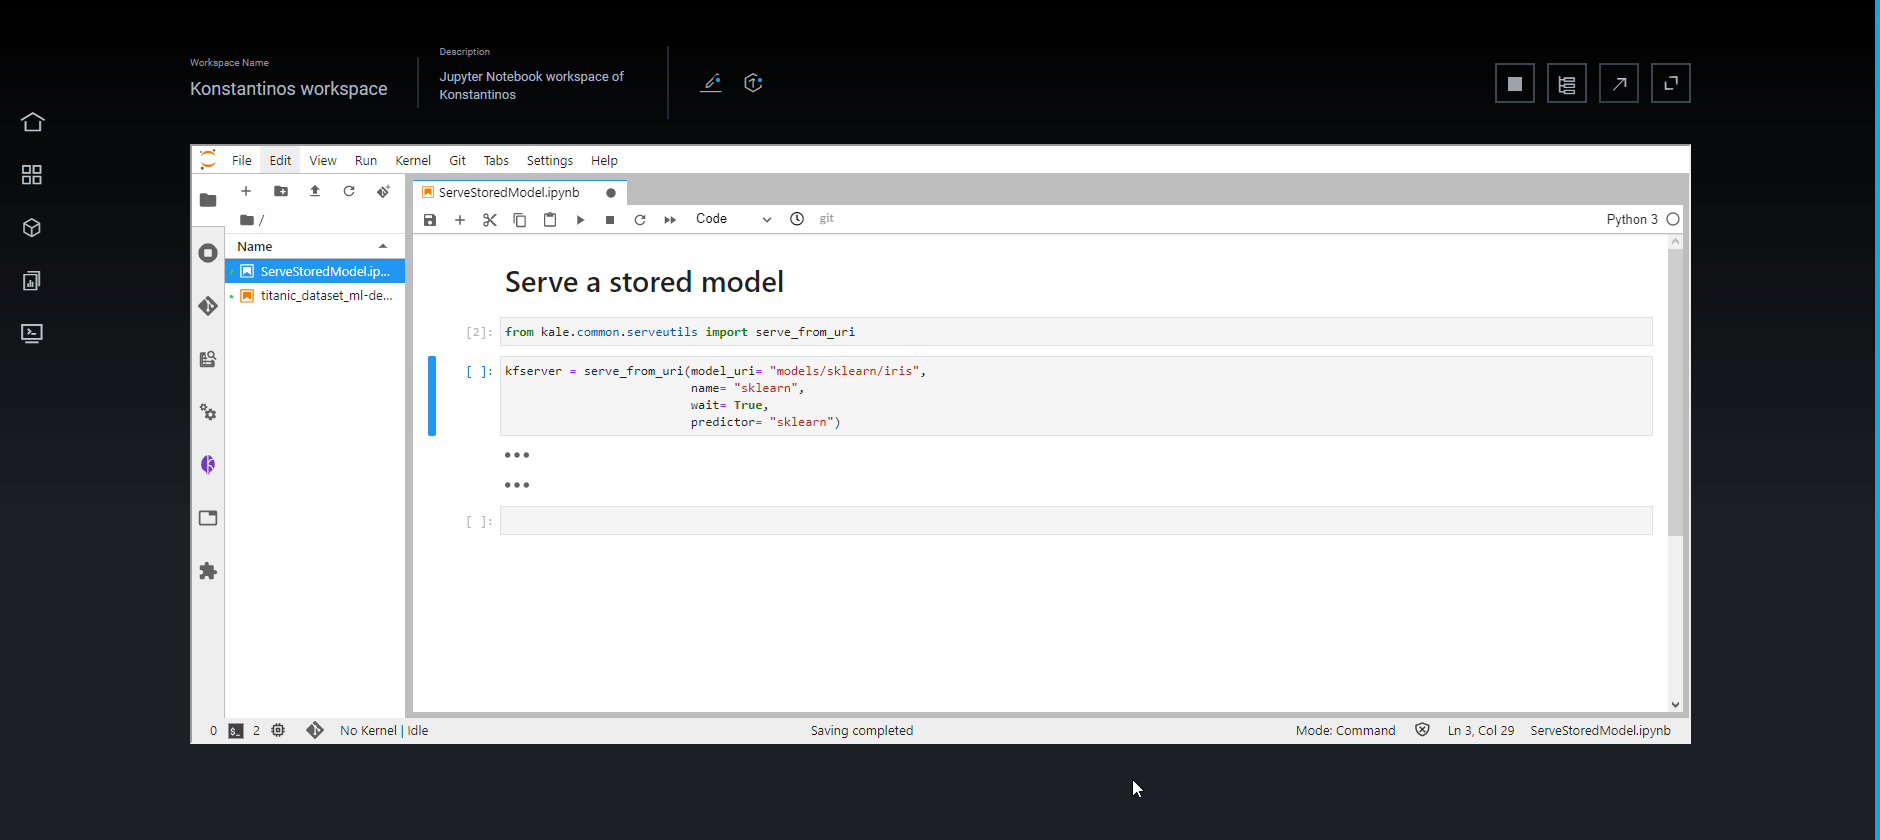 Workspace Name
Konstantinos workspace
Description
Jupyter Notebook workspace of
Konstantinos
File Edit View Run Kernel Git Tabs Settings Help
ServeStoredModel.ipynb
/
Code
git
Python 3
Name
ServeStoredModel.ip...
titanic_dataset_ml-de...
Serve a stored model
[2]: from kale.common.serveutils import serve_from_uri
[ ]: kfserver = serve_from_uri(model_uri= "models/sklearn/iris",
name= "sklearn",
wait= True,
predictor= "sklearn")
[ ]:
0 $_ 2 No Kernel | Idle Saving completed Mode: Command Ln 3, Col 29 ServeStoredModel.ipynb